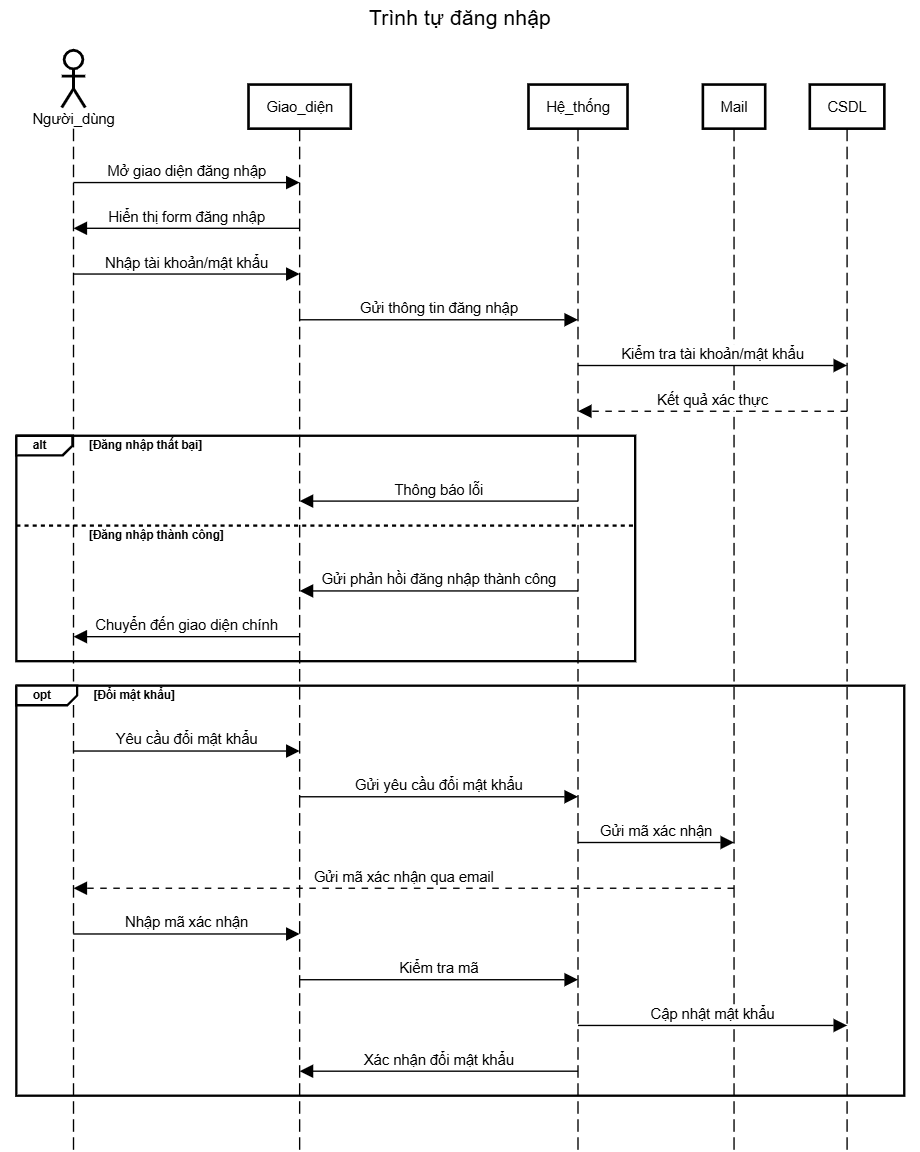 Trình tự đăng nhập
Người_dùng
Giao_diện
Hệ_thống
Mail
CSDL
Mở giao diện đăng nhập
Hiển thị form đăng nhập
Nhập tài khoản/mật khẩu
Gửi thông tin đăng nhập
Kiểm tra tài khoản/mật khẩu
Kết quả xác thực
alt
[Đăng nhập thất bại]
Thông báo lỗi
[Đăng nhập thành công]
Gửi phản hồi đăng nhập thành công
Chuyển đến giao diện chính
opt
[Đổi mật khẩu]
Yêu cầu đổi mật khẩu
Gửi yêu cầu đổi mật khẩu
Gửi mã xác nhận
Gửi mã xác nhận qua email
Nhập mã xác nhận
Kiểm tra mã
Cập nhật mật khẩu
Xác nhận đổi mật khẩu